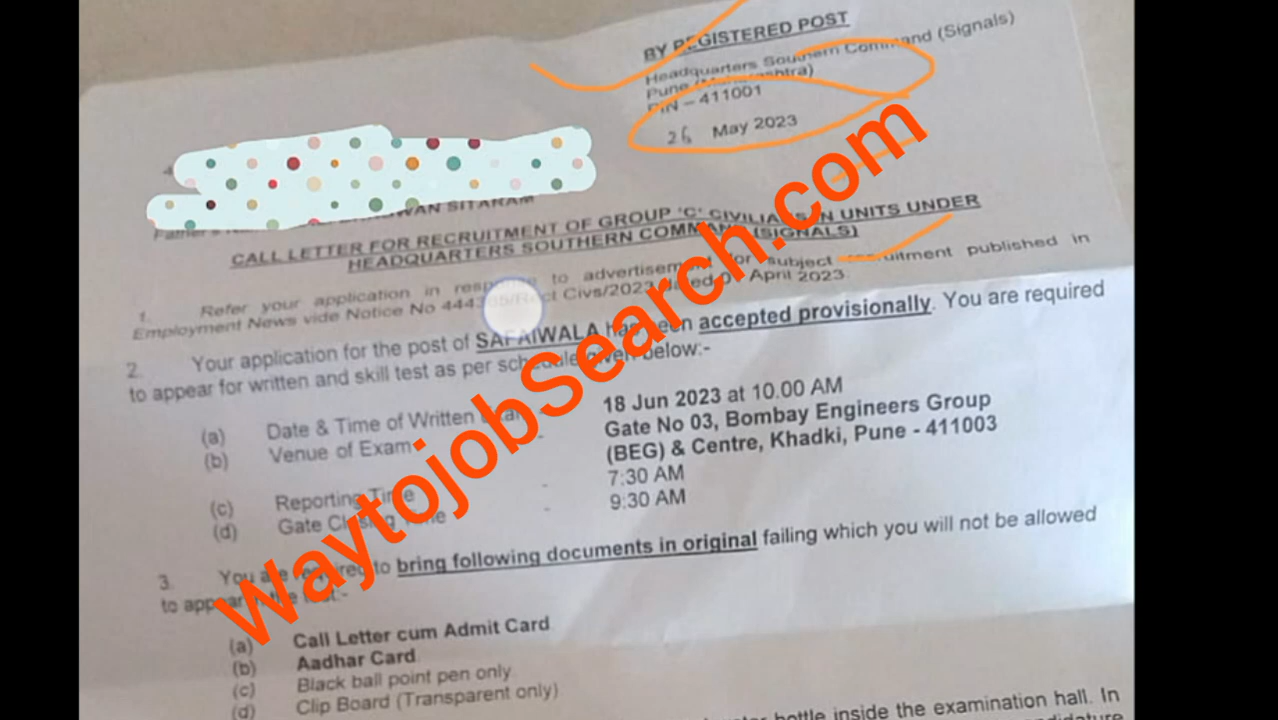 BY REGISTERED POST
Headquarters Southern Command (Signals)
Pune (Maharashtra)
PIN – 411001
26 May 2023
SITARAM
CALL LETTER FOR RECRUITMENT OF GROUP 'C' CIVILIANS IN UNITS UNDER
HEADQUARTERS SOUTHERN COMMAND (SIGNALS)
1. Refer your application in response to advertisement for subject recruitment published in
Employment News vide Notice No Civs/2023 dated April 2023.
2. Your application for the post of SAFAIWALA has been accepted provisionally. You are required
to appear for written and skill test as per schedule given below:-
(a) Date & Time of Written Exam - 18 Jun 2023 at 10.00 AM
(b) Venue of Exam - Gate No 03, Bombay Engineers Group
(BEG) & Centre, Khadki, Pune - 411003
(c) Reporting Time - 7:30 AM
(d) Gate Closing Time - 9:30 AM
3. You are required to bring following documents in original failing which you will not be allowed
to appear in the test:-
(a) Call Letter cum Admit Card
(b) Aadhar Card
(c) Black ball point pen only
(d) Clip Board (Transparent only)
bottle inside the examination hall. In
WaytojobSearch.com